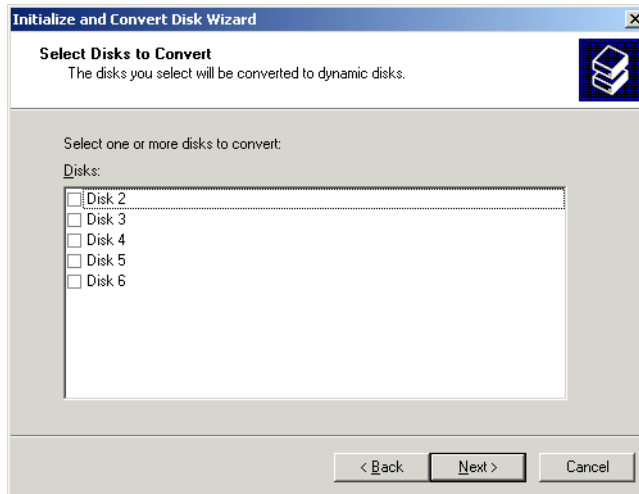 Initialize and Convert Disk Wizard
Select Disks to Convert
The disks you select will be converted to dynamic disks.
Select one or more disks to convert:
Disks:
Disk 2
Disk 3
Disk 4
Disk 5
Disk 6
< Back
Next >
Cancel